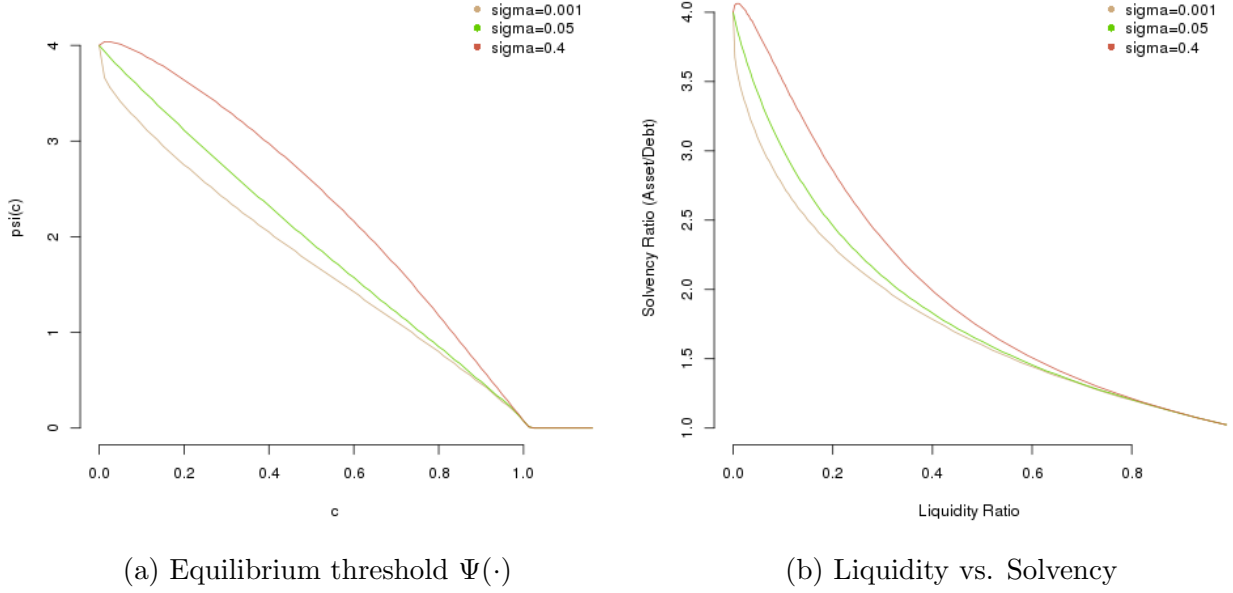 sigma=0.001
sigma=0.05
sigma=0.4
4
3
2
1
0
psi(c)
0.0 0.2 0.4 0.6 0.8 1.0
c
(a) Equilibrium threshold Ψ(·)
sigma=0.001
sigma=0.05
sigma=0.4
4.0
3.5
3.0
2.5
2.0
1.5
1.0
Solvency Ratio (Asset/Debt)
0.0 0.2 0.4 0.6 0.8
Liquidity Ratio
(b) Liquidity vs. Solvency